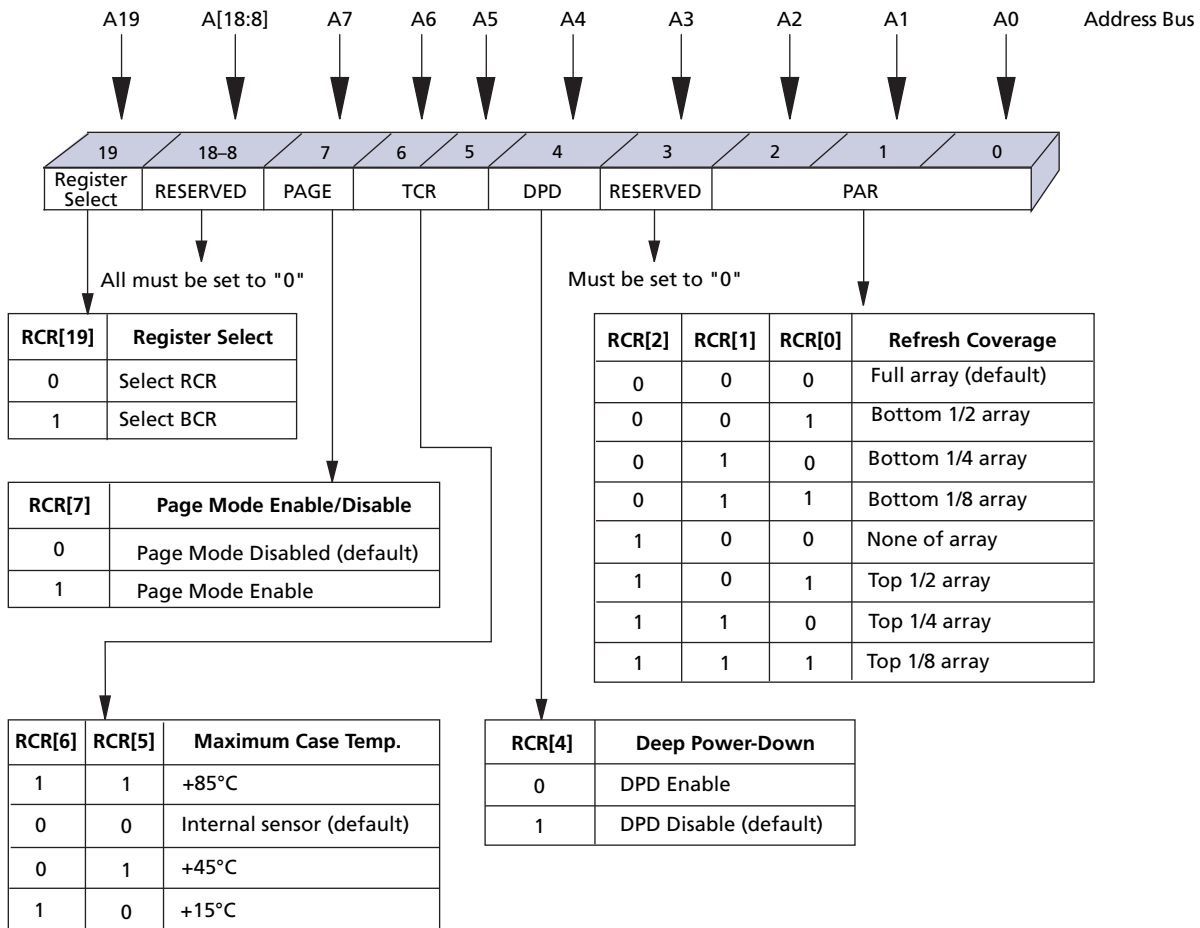 A19 A[18:8] A7 A6 A5 A4 A3 A2 A1 A0 Address Bus
19 18–8 7 6 5 4 3 2 1 0
Register Select
RESERVED
PAGE
TCR
DPD
RESERVED
PAR
All must be set to "0"
Must be set to "0"
RCR[19] Register Select
0 Select RCR
1 Select BCR
RCR[2] RCR[1] RCR[0] Refresh Coverage
0 0 0 Full array (default)
0 0 1 Bottom 1/2 array
0 1 0 Bottom 1/4 array
0 1 1 Bottom 1/8 array
1 0 0 None of array
1 0 1 Top 1/2 array
1 1 0 Top 1/4 array
1 1 1 Top 1/8 array
RCR[7] Page Mode Enable/Disable
0 Page Mode Disabled (default)
1 Page Mode Enable
RCR[6] RCR[5] Maximum Case Temp.
1 1 +85°C
0 0 Internal sensor (default)
0 1 +45°C
1 0 +15°C
RCR[4] Deep Power-Down
0 DPD Enable
1 DPD Disable (default)